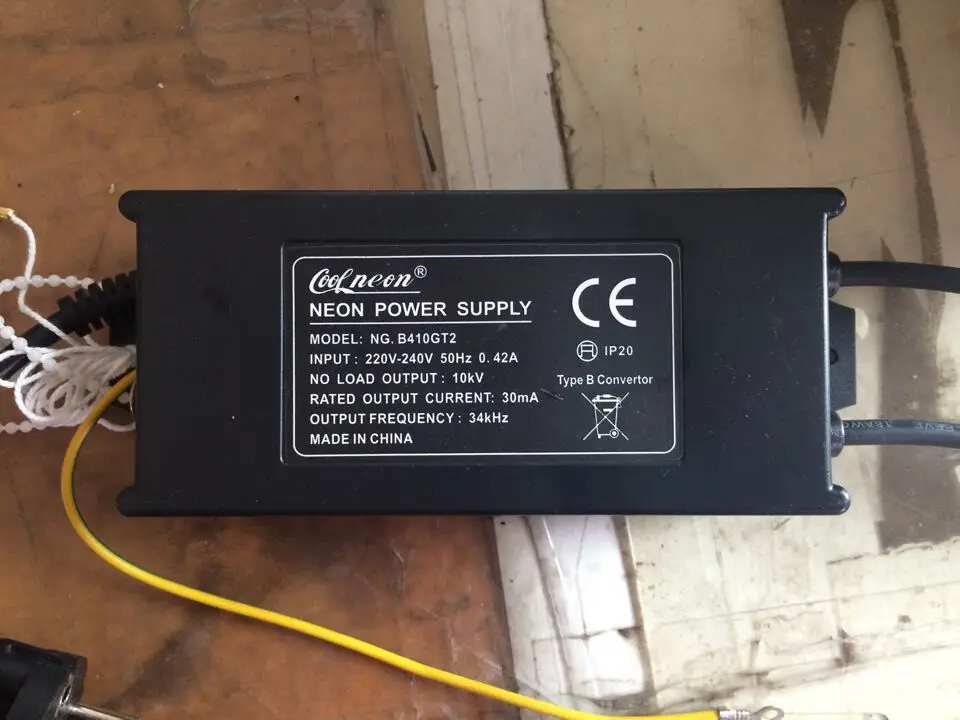 Coolneon®
NEON POWER SUPPLY
MODEL: NG. B410GT2
INPUT : 220V-240V 50Hz 0.42A
NO LOAD OUTPUT : 10kV
RATED OUTPUT CURRENT: 30mA
OUTPUT FREQUENCY : 34kHz
MADE IN CHINA
CE
IP20
Type B Convertor
18AWG